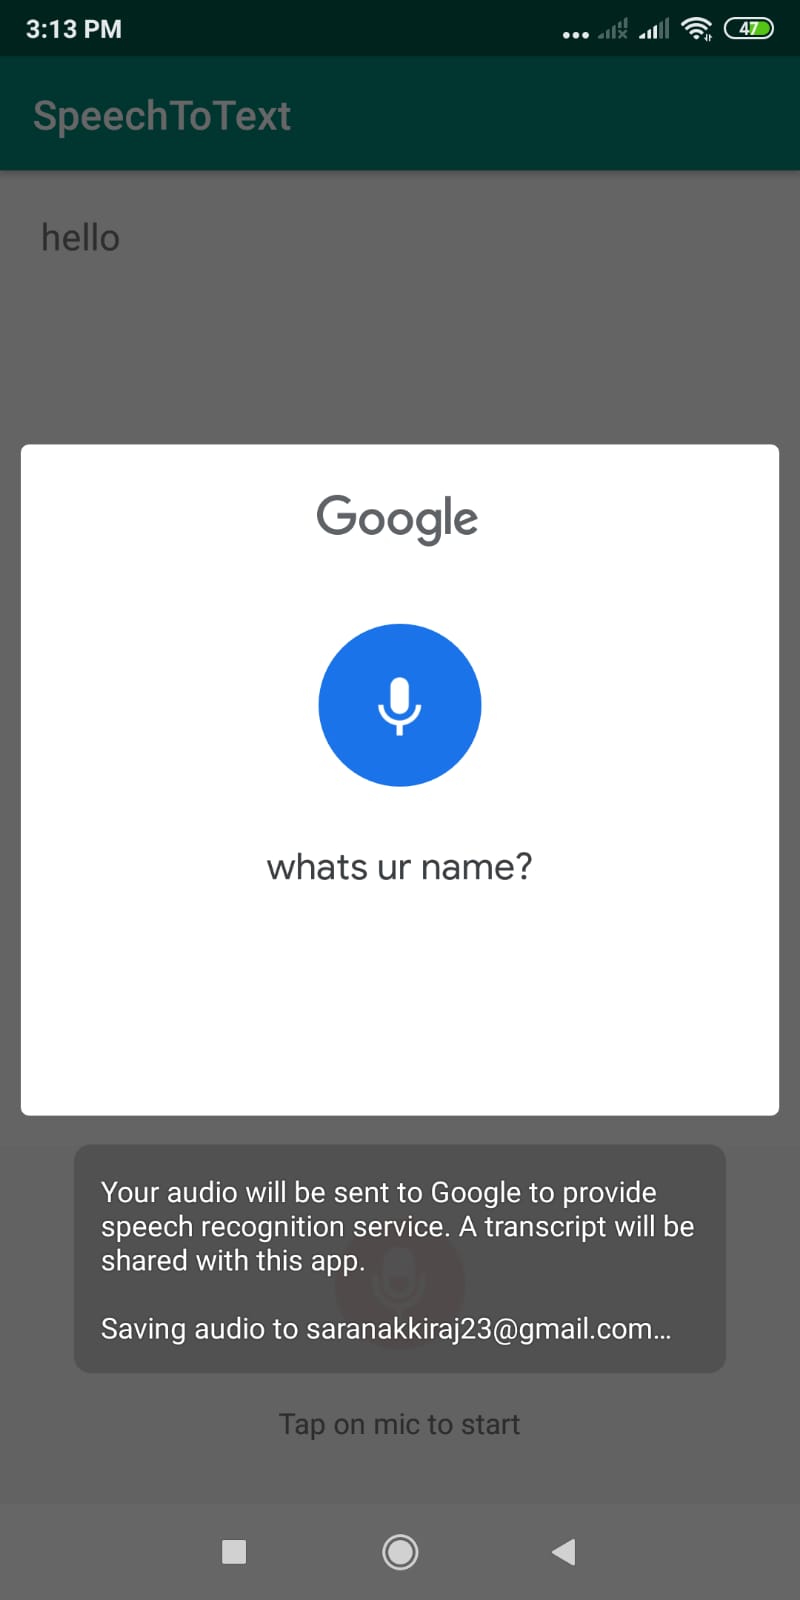 3:13 PM
47
SpeechToText
hello
Google
whats ur name?
Your audio will be sent to Google to provide
speech recognition service. A transcript will be
shared with this app.
Saving audio to saranakkiraj23@gmail.com...
Tap on mic to start